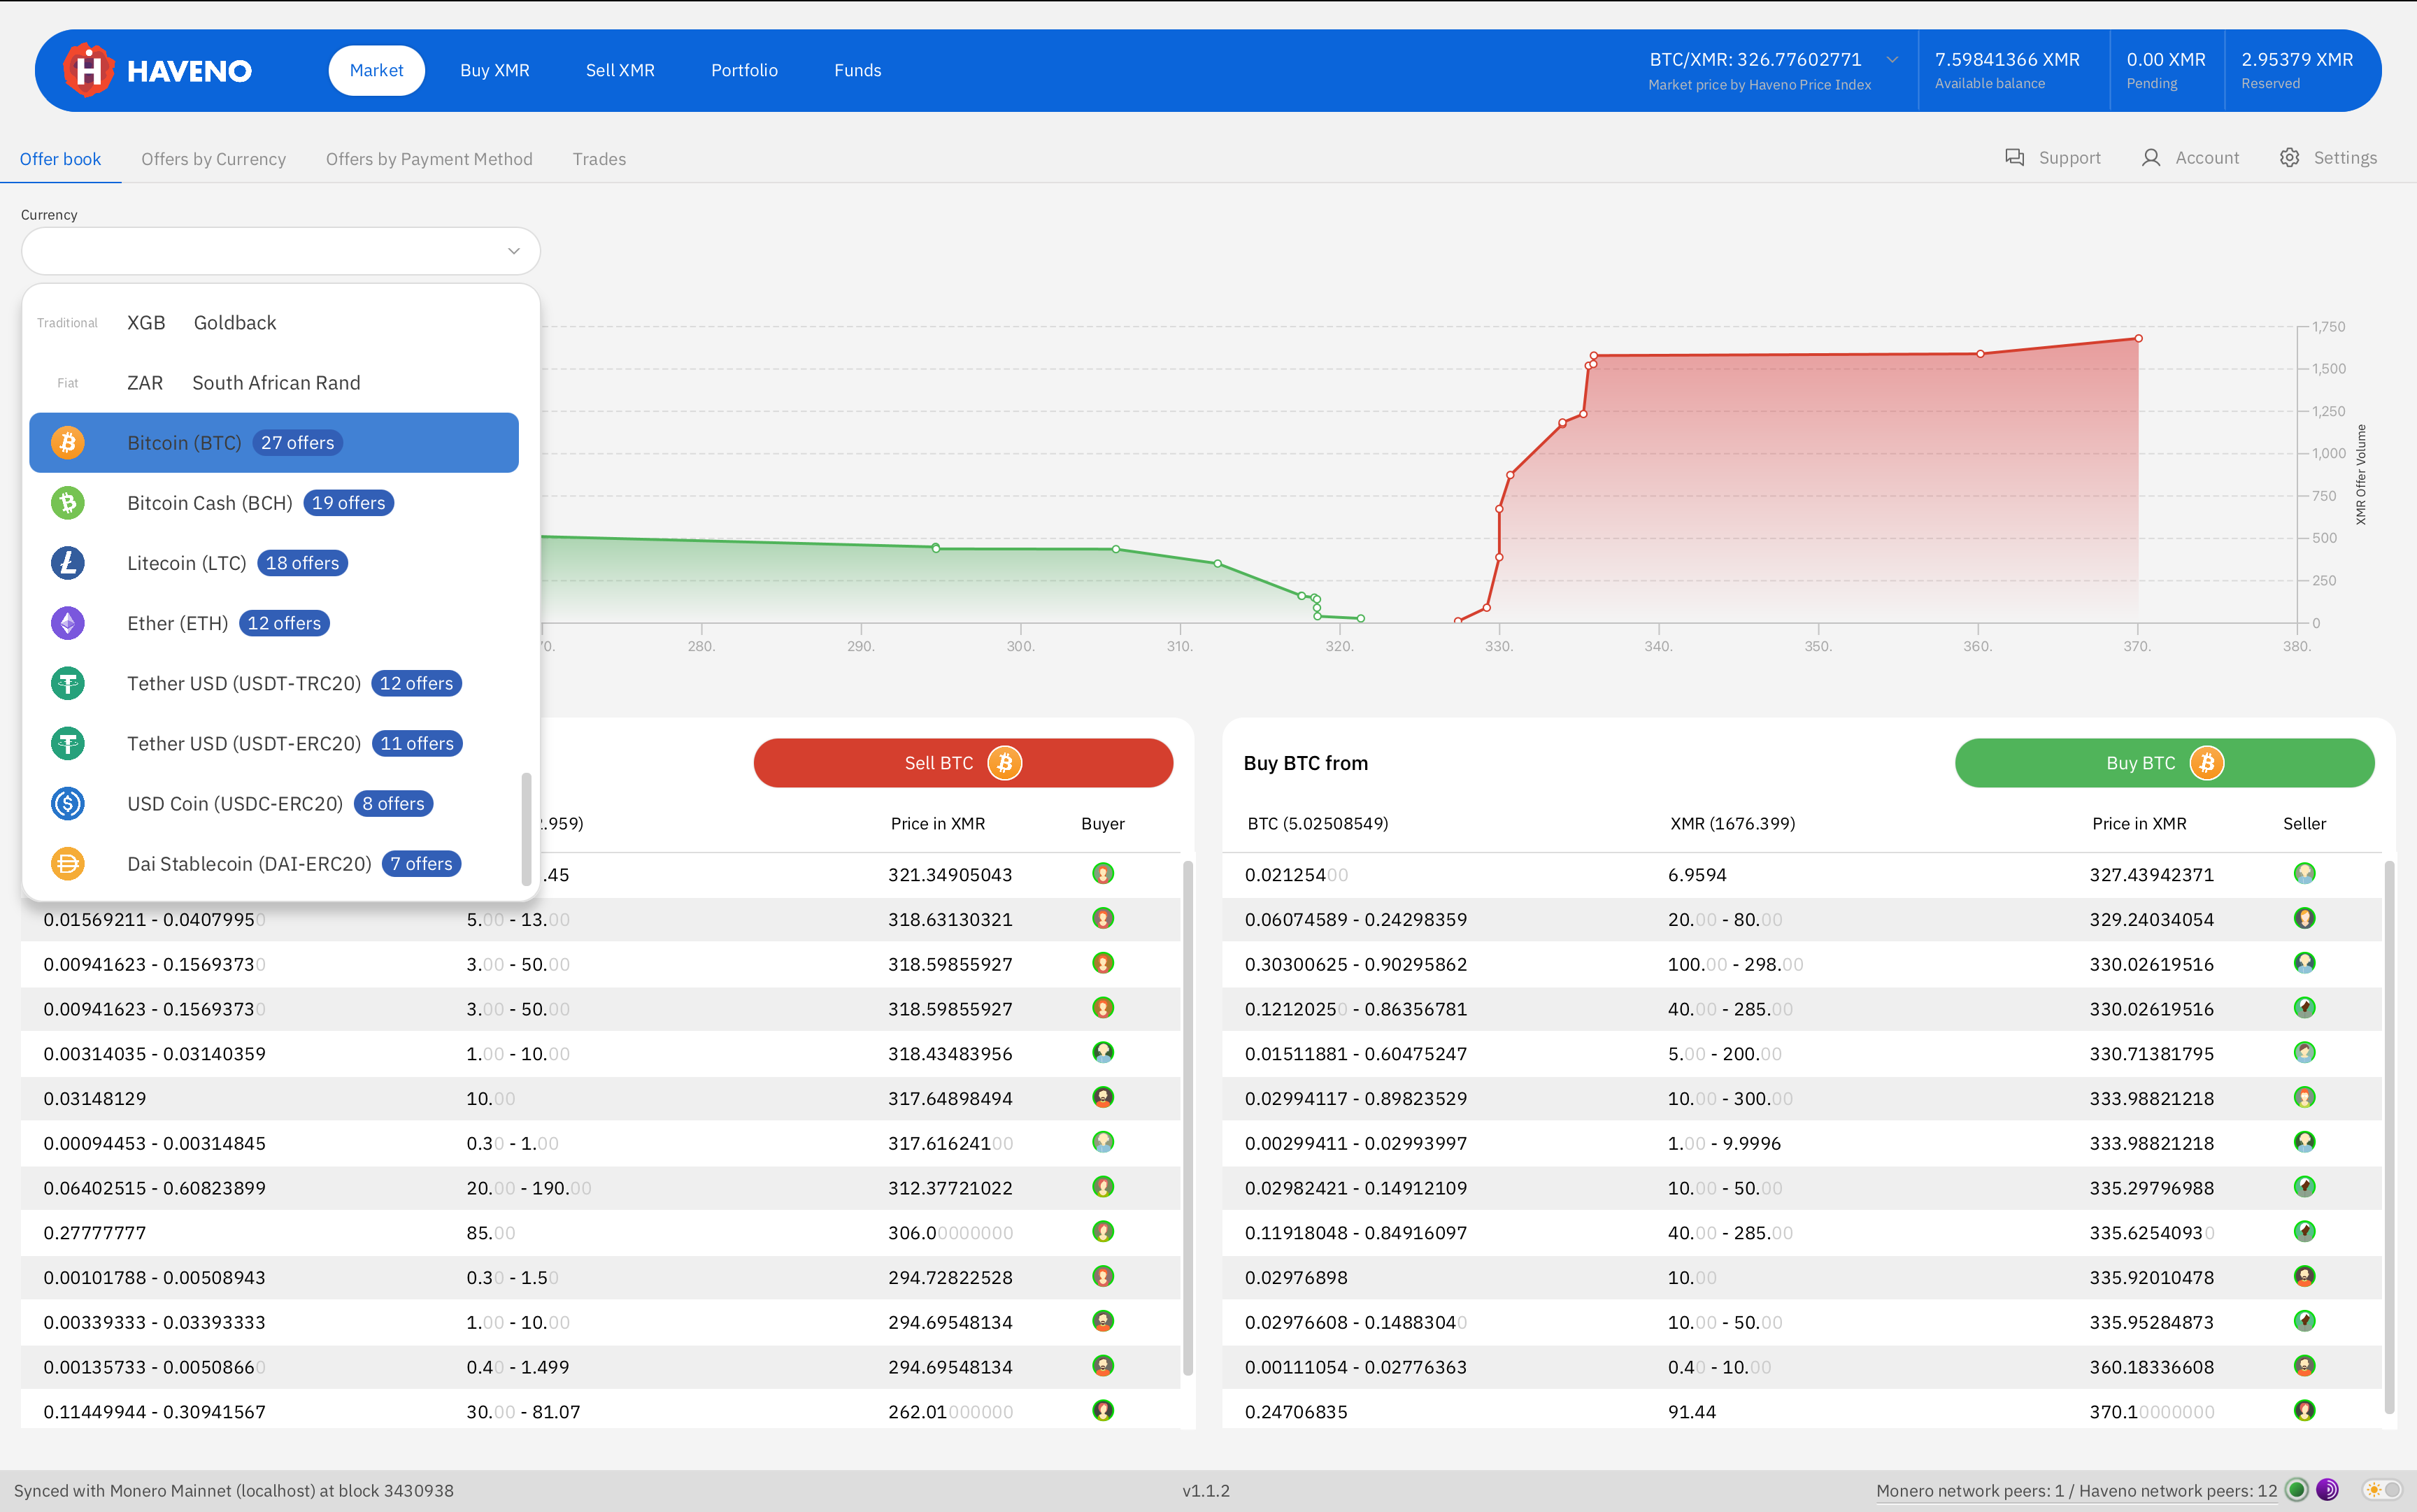 HAVENO
Market
Buy XMR
Sell XMR
Portfolio
Funds
BTC/XMR: 326.77602771
Market price by Haveno Price Index
7.59841366 XMR
Available balance
0.00 XMR
Pending
2.95379 XMR
Reserved
Offer book
Offers by Currency
Offers by Payment Method
Trades
Support
Account
Settings
Currency
Traditional XGB Goldback
Fiat ZAR South African Rand
Bitcoin (BTC) 27 offers
Bitcoin Cash (BCH) 19 offers
Litecoin (LTC) 18 offers
Ether (ETH) 12 offers
Tether USD (USDT-TRC20) 12 offers
Tether USD (USDT-ERC20) 11 offers
USD Coin (USDC-ERC20) 8 offers
Dai Stablecoin (DAI-ERC20) 7 offers
1,750
1,500
1,250
1,000
750
500
250
0
XMR Offer Volume
280. 290. 300. 310. 320. 330. 340. 350. 360. 370. 380.
Sell BTC
.959) Price in XMR Buyer
.45 321.34905043
0.01569211 - 0.04079950 5.00 - 13.00 318.63130321
0.00941623 - 0.15693730 3.00 - 50.00 318.59855927
0.00941623 - 0.15693730 3.00 - 50.00 318.59855927
0.00314035 - 0.03140359 1.00 - 10.00 318.43483956
0.03148129 10.00 317.64898494
0.00094453 - 0.00314845 0.30 - 1.00 317.61624100
0.06402515 - 0.60823899 20.00 - 190.00 312.37721022
0.27777777 85.00 306.00000000
0.00101788 - 0.00508943 0.30 - 1.50 294.72822528
0.00339333 - 0.03393333 1.00 - 10.00 294.69548134
0.00135733 - 0.00508660 0.40 - 1.499 294.69548134
0.11449944 - 0.30941567 30.00 - 81.07 262.01000000
Buy BTC from
Buy BTC
BTC (5.02508549) XMR (1676.399) Price in XMR Seller
0.02125400 6.9594 327.43942371
0.06074589 - 0.24298359 20.00 - 80.00 329.24034054
0.30300625 - 0.90295862 100.00 - 298.00 330.02619516
0.12120250 - 0.86356781 40.00 - 285.00 330.02619516
0.01511881 - 0.60475247 5.00 - 200.00 330.71381795
0.02994117 - 0.89823529 10.00 - 300.00 333.98821218
0.00299411 - 0.02993997 1.00 - 9.9996 333.98821218
0.02982421 - 0.14912109 10.00 - 50.00 335.29796988
0.11918048 - 0.84916097 40.00 - 285.00 335.62540930
0.02976898 10.00 335.92010478
0.02976608 - 0.14883040 10.00 - 50.00 335.95284873
0.00111054 - 0.02776363 0.40 - 10.00 360.18336608
0.24706835 91.44 370.10000000
Synced with Monero Mainnet (localhost) at block 3430938
v1.1.2
Monero network peers: 1 / Haveno network peers: 12